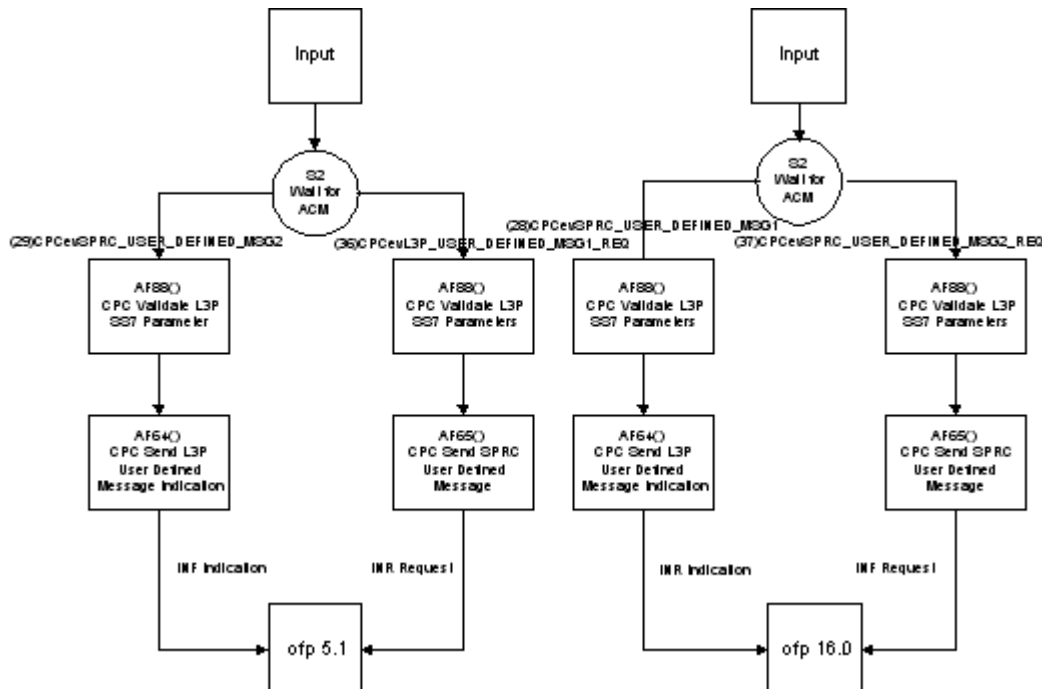 Input
Input
S2
Wait for
ACM
S2
Wait for
ACM
(29)CPCevSPRC_USER_DEFINED_MSG2
(36)CPCevL3P_USER_DEFINED_MSG1_REQ
(28)CPCevSPRC_USER_DEFINED_MSG1
(37)CPCevSPRC_USER_DEFINED_MSG2_REQ
AF88()
CPC Validate L3P
SS7 Parameter
AF88()
CPC Validate L3P
SS7 Parameters
AF88()
CPC Validate L3P
SS7 Parameters
AF88()
CPC Validate L3P
SS7 Parameters
AF64()
CPC Send L3P
User Defined
Message Indication
AF65()
CPC Send SPRC
User Defined
Message
AF64()
CPC Send L3P
User Defined
Message Indication
AF65()
CPC Send SPRC
User Defined
Message
INF Indication
INR Request
INR Indication
INF Request
ofp 5.1
ofp 16.0